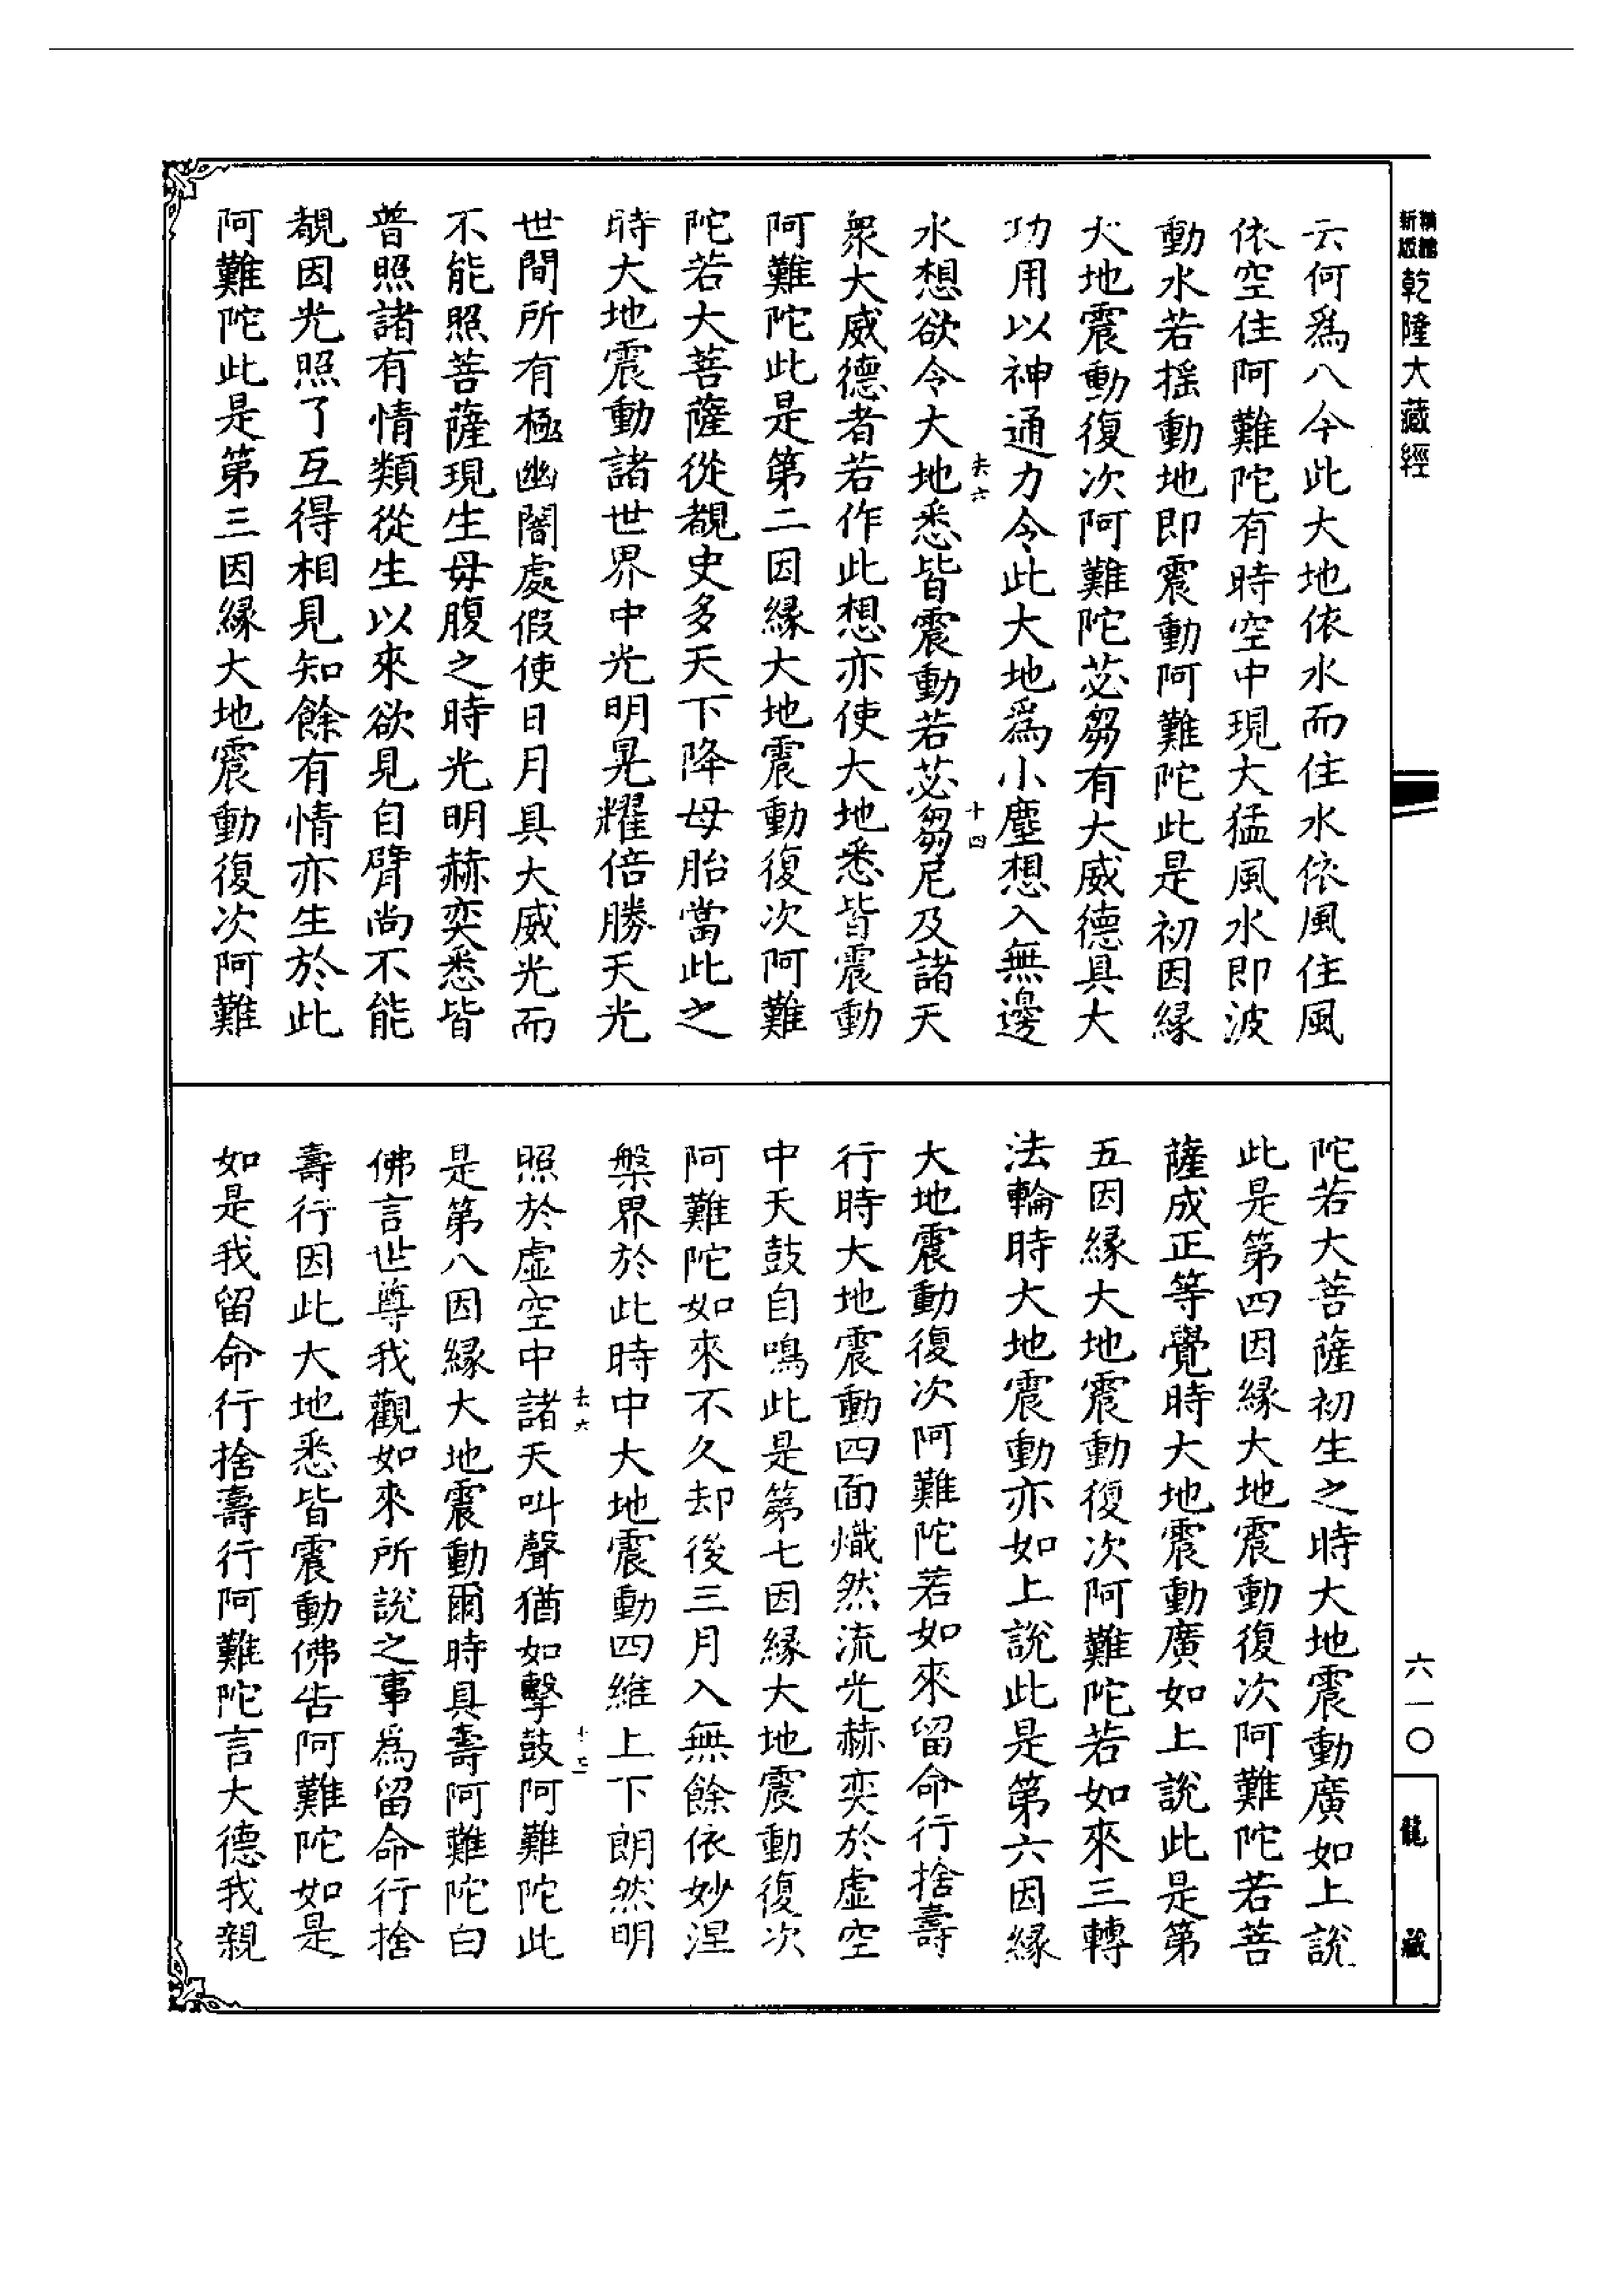 新版
乾隆大藏經
云何爲八今此大地依水而住水依風住風
依空住阿難陀有時空中現大猛風水即波
動水若搖動地即震動阿難陀此是初因緣
大地震動復次阿難陀苾芻有大威德具大
功用以神通力令此大地爲小塵想入無邊
水想欲令大地悉皆震動若苾芻尼及諸天
衆大威德者若作此想亦使大地悉皆震動
阿難陀此是第二因緣大地震動復次阿難
陀若大菩薩從覩史多天下降母胎當此之
時大地震動諸世界中光明晃耀倍勝天光
世間所有極幽闇處假使日月具大威光而
不能照菩薩現生母腹之時光明赫奕悉皆
普照諸有情類從生以來欲見自臂尚不能
覩因光照了互得相見知餘有情亦生於此
阿難陀此是第三因緣大地震動復次阿難
陀若大菩薩初生之時大地震動廣如上說
此是第四因緣大地震動復次阿難陀若菩
薩成正等覺時大地震動廣如上說此是第
五因緣大地震動復次阿難陀若如來三轉
法輪時大地震動亦如上說此是第六因緣
大地震動復次阿難陀若如來留命行捨壽
行時大地震動四面熾然流光赫奕於虛空
中天鼓自鳴此是第七因緣大地震動復次
阿難陀如來不久却後三月入無餘依妙涅
槃界於此時中大地震動四維上下朗然明
照於虛空中諸天叫聲猶如擊鼓阿難陀此
是第八因緣大地震動爾時具壽阿難陀白
佛言世尊我觀如來所說之事爲留命行捨
壽行因此大地悉皆震動佛告阿難陀如是
如是我留命行捨壽行阿難陀言大德我親
六一〇
龍藏